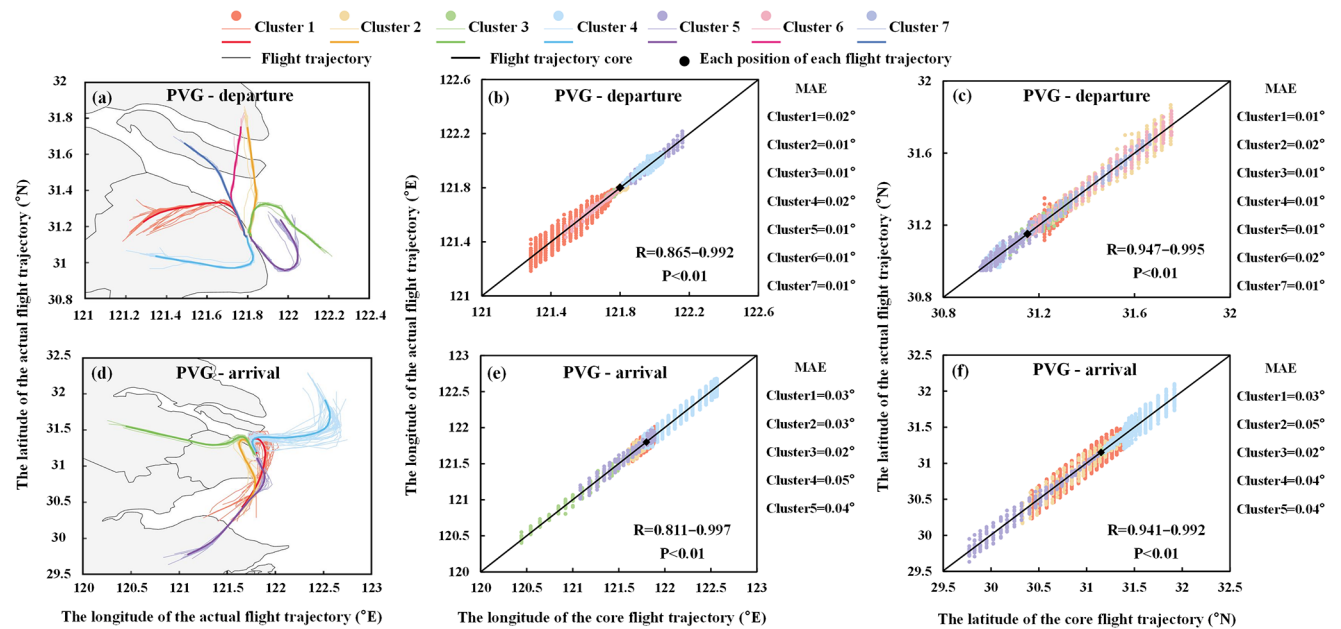 Cluster 1 Cluster 2 Cluster 3 Cluster 4 Cluster 5 Cluster 6 Cluster 7
Flight trajectory Flight trajectory core Each position of each flight trajectory
The latitude of the actual flight trajectory (°N)
(a) PVG - departure
32
31.8
31.6
31.4
31.2
31
30.8
121 121.2 121.4 121.6 121.8 122 122.2 122.4
The longitude of the actual flight trajectory (°E)
(b) PVG - departure
122.6
122.2
121.8
121.4
121
R=0.865–0.992
P<0.01
121 121.4 121.8 122.2 122.6
MAE
Cluster1=0.02°
Cluster2=0.01°
Cluster3=0.01°
Cluster4=0.02°
Cluster5=0.01°
Cluster6=0.01°
Cluster7=0.01°
The latitude of the actual flight trajectory (°N)
(c) PVG - departure
32
31.6
31.2
30.8
R=0.947–0.995
P<0.01
30.8 31.2 31.6 32
MAE
Cluster1=0.01°
Cluster2=0.02°
Cluster3=0.01°
Cluster4=0.01°
Cluster5=0.01°
Cluster6=0.02°
Cluster7=0.01°
(d) PVG - arrival
32.5
32
31.5
31
30.5
30
29.5
120 120.5 121 121.5 122 122.5 123
The longitude of the actual flight trajectory (°E)
(e) PVG - arrival
123
122.5
122
121.5
121
120.5
120
R=0.811–0.997
P<0.01
120 120.5 121 121.5 122 122.5 123
The longitude of the core flight trajectory (°E)
MAE
Cluster1=0.03°
Cluster2=0.03°
Cluster3=0.02°
Cluster4=0.05°
Cluster5=0.04°
(f) PVG - arrival
32.5
32
31.5
31
30.5
30
29.5
R=0.941–0.992
P<0.01
29.5 30 30.5 31 31.5 32 32.5
The latitude of the core flight trajectory (°N)
MAE
Cluster1=0.03°
Cluster2=0.05°
Cluster3=0.02°
Cluster4=0.04°
Cluster5=0.04°